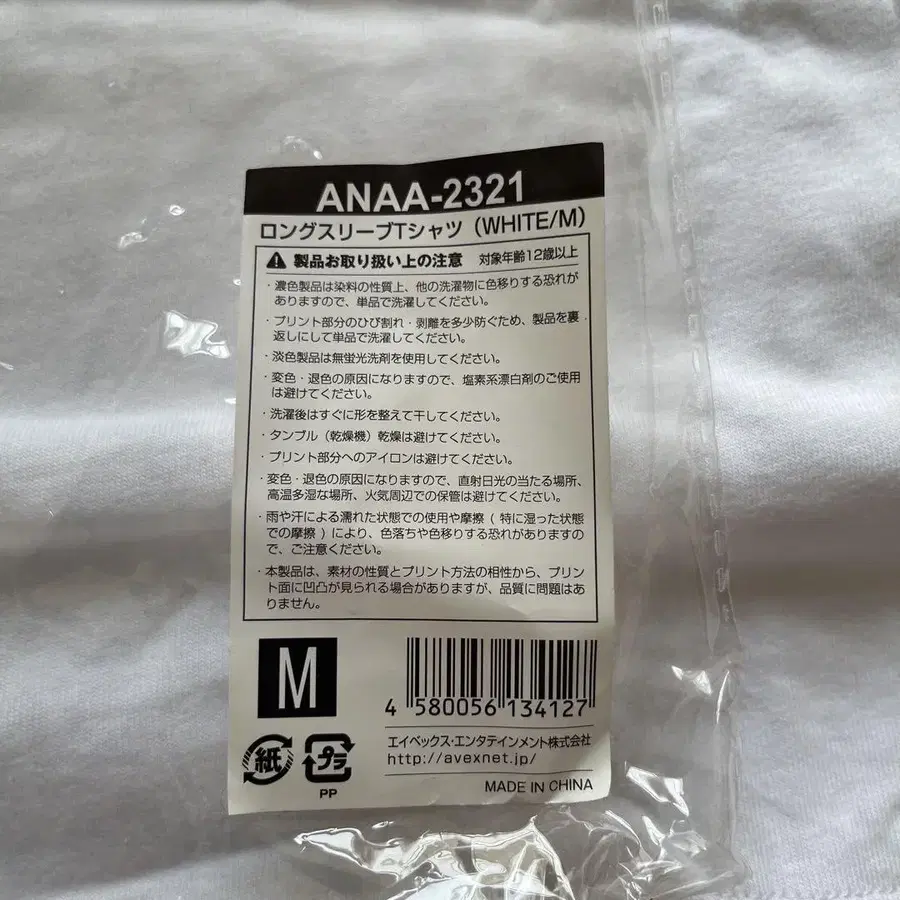 ANAA-2321
ロングスリーブTシャツ（WHITE/M）
製品お取り扱い上の注意 対象年齢12歳以上
・濃色製品は染料の性質上、他の洗濯物に色移りする恐れが
ありますので、単品で洗濯してください。
・プリント部分のひび割れ・剥離を多少防ぐため、製品を裏
返しにして単品で洗濯してください。
・淡色製品は無蛍光洗剤を使用してください。
・変色・退色の原因になりますので、塩素系漂白剤のご使用
は避けてください。
・洗濯後はすぐに形を整えて干してください。
・タンブル（乾燥機）乾燥は避けてください。
・プリント部分へのアイロンは避けてください。
・変色・退色の原因になりますので、直射日光の当たる場所、
高温多湿な場所、火気周辺での保管は避けてください。
・雨や汗による濡れた状態での使用や摩擦（特に湿った状態
での摩擦）により、色落ちや色移りする恐れがありますの
で、ご注意ください。
・本製品は、素材の性質とプリント方法の相性から、プリン
ト面に凹凸が見られる場合がありますが、品質に問題はあ
りません。
M
4 580056 134127
紙
プラ
PP
エイベックス・エンタテインメント株式会社
http://avexnet.jp/
MADE IN CHINA